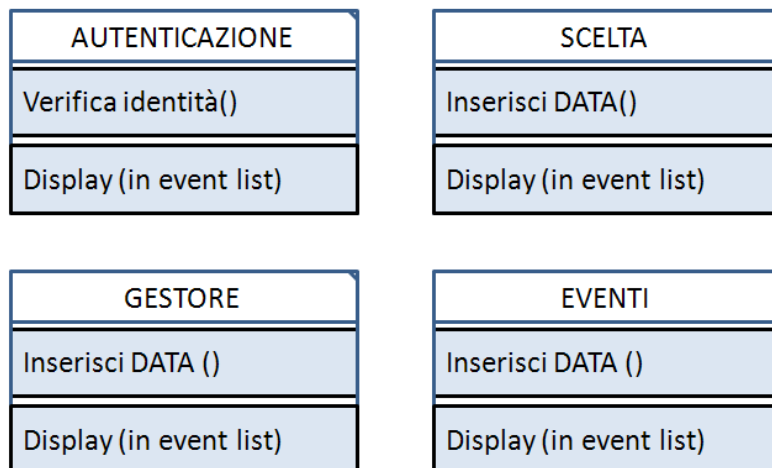 AUTENTICAZIONE
Verifica identità()
Display (in event list)
SCELTA
Inserisci DATA()
Display (in event list)
GESTORE
Inserisci DATA ()
Display (in event list)
EVENTI
Inserisci DATA ()
Display (in event list)